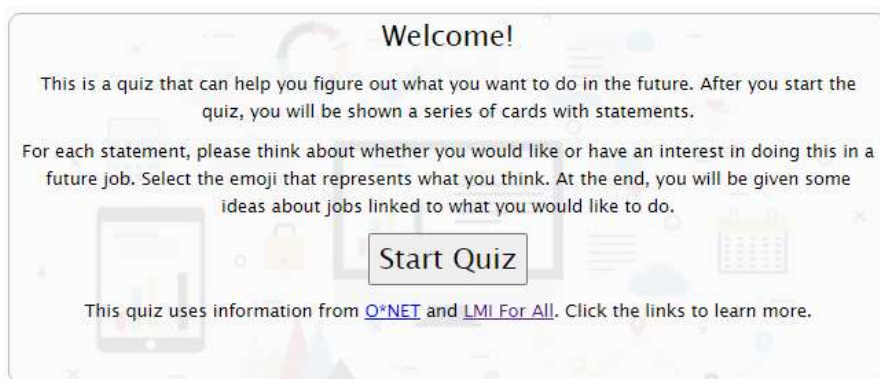 Welcome!
This is a quiz that can help you figure out what you want to do in the future. After you start the
quiz, you will be shown a series of cards with statements.
For each statement, please think about whether you would like or have an interest in doing this in a
future job. Select the emoji that represents what you think. At the end, you will be given some
ideas about jobs linked to what you would like to do.
Start Quiz
This quiz uses information from O*NET and LMI For All. Click the links to learn more.